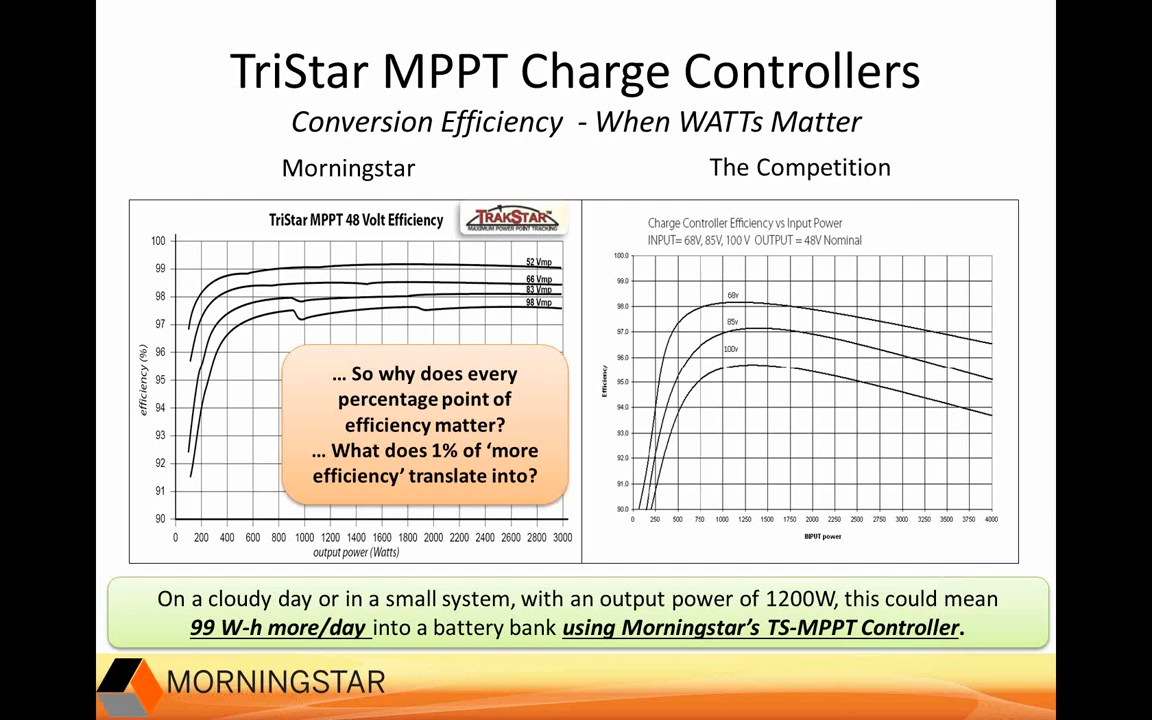 TriStar MPPT Charge Controllers
Conversion Efficiency - When WATTs Matter
Morningstar
The Competition
TriStar MPPT 48 Volt Efficiency
TRAKSTAR™
MAXIMUM POWER POINT TRACKING
100
99
98
97
96
95
94
93
92
91
90
efficiency (%)
52 Vmp
66 Vmp
83 Vmp
98 Vmp
0 200 400 600 800 1000 1200 1400 1600 1800 2000 2200 2400 2600 2800 3000
output power (Watts)
... So why does every
percentage point of
efficiency matter?
... What does 1% of ‘more
efficiency’ translate into?
Charge Controller Efficiency vs Input Power
INPUT= 68V, 85V, 100 V OUTPUT = 48V Nominal
100.0
99.0
98.0
97.0
96.0
95.0
94.0
93.0
92.0
91.0
90.0
Efficiency
68v
85v
100v
0 250 500 750 1000 1250 1500 1750 2000 2250 2500 2750 3000 3250 3500 3750 4000
INPUT power
On a cloudy day or in a small system, with an output power of 1200W, this could mean
99 W-h more/day into a battery bank using Morningstar’s TS-MPPT Controller.
MORNINGSTAR